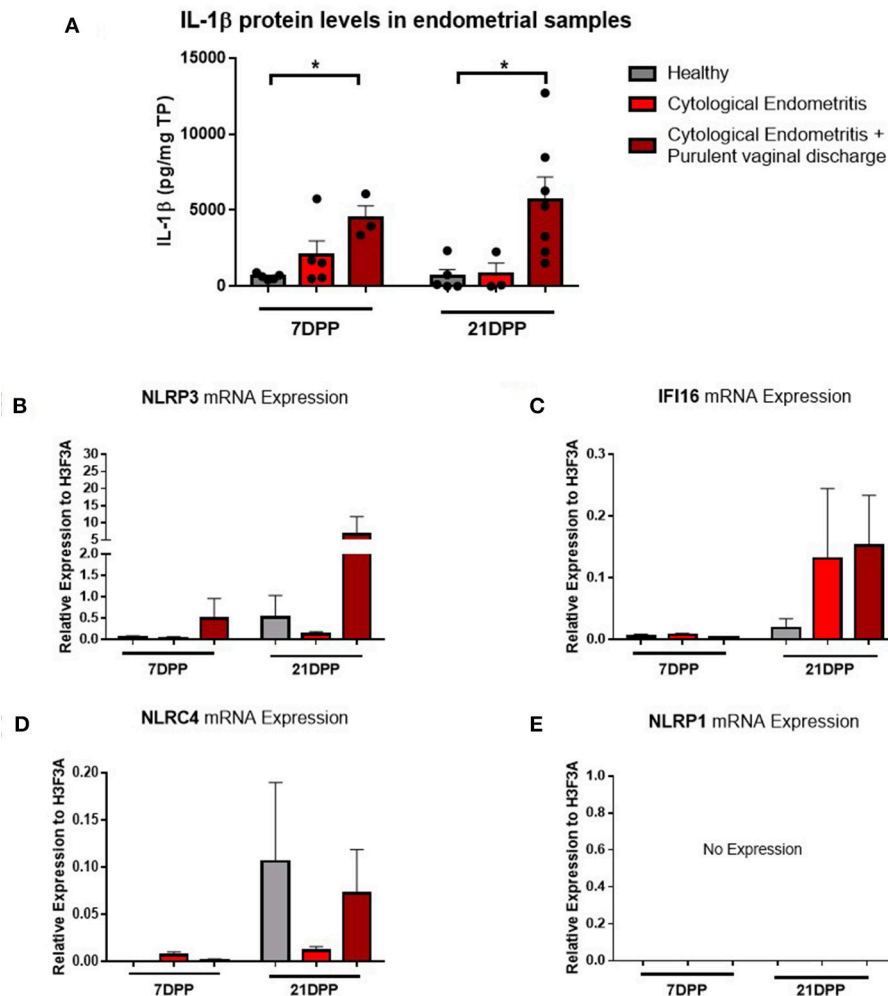 A
IL-1β protein levels in endometrial samples
IL-1β (pg/mg TP)
15000
10000
5000
0
*
*
7DPP
21DPP
Healthy
Cytological Endometritis
Cytological Endometritis +
Purulent vaginal discharge
B
NLRP3 mRNA Expression
Relative Expression to H3F3A
30
25
20
15
10
5
2.0
1.5
1.0
0.5
0.0
7DPP
21DPP
C
IFI16 mRNA Expression
Relative Expression to H3F3A
0.3
0.2
0.1
0.0
7DPP
21DPP
D
NLRC4 mRNA Expression
Relative Expression to H3F3A
0.20
0.15
0.10
0.05
0.00
7DPP
21DPP
E
NLRP1 mRNA Expression
Relative Expression to H3F3A
1.0
0.8
0.6
0.4
0.2
0.0
No Expression
7DPP
21DPP